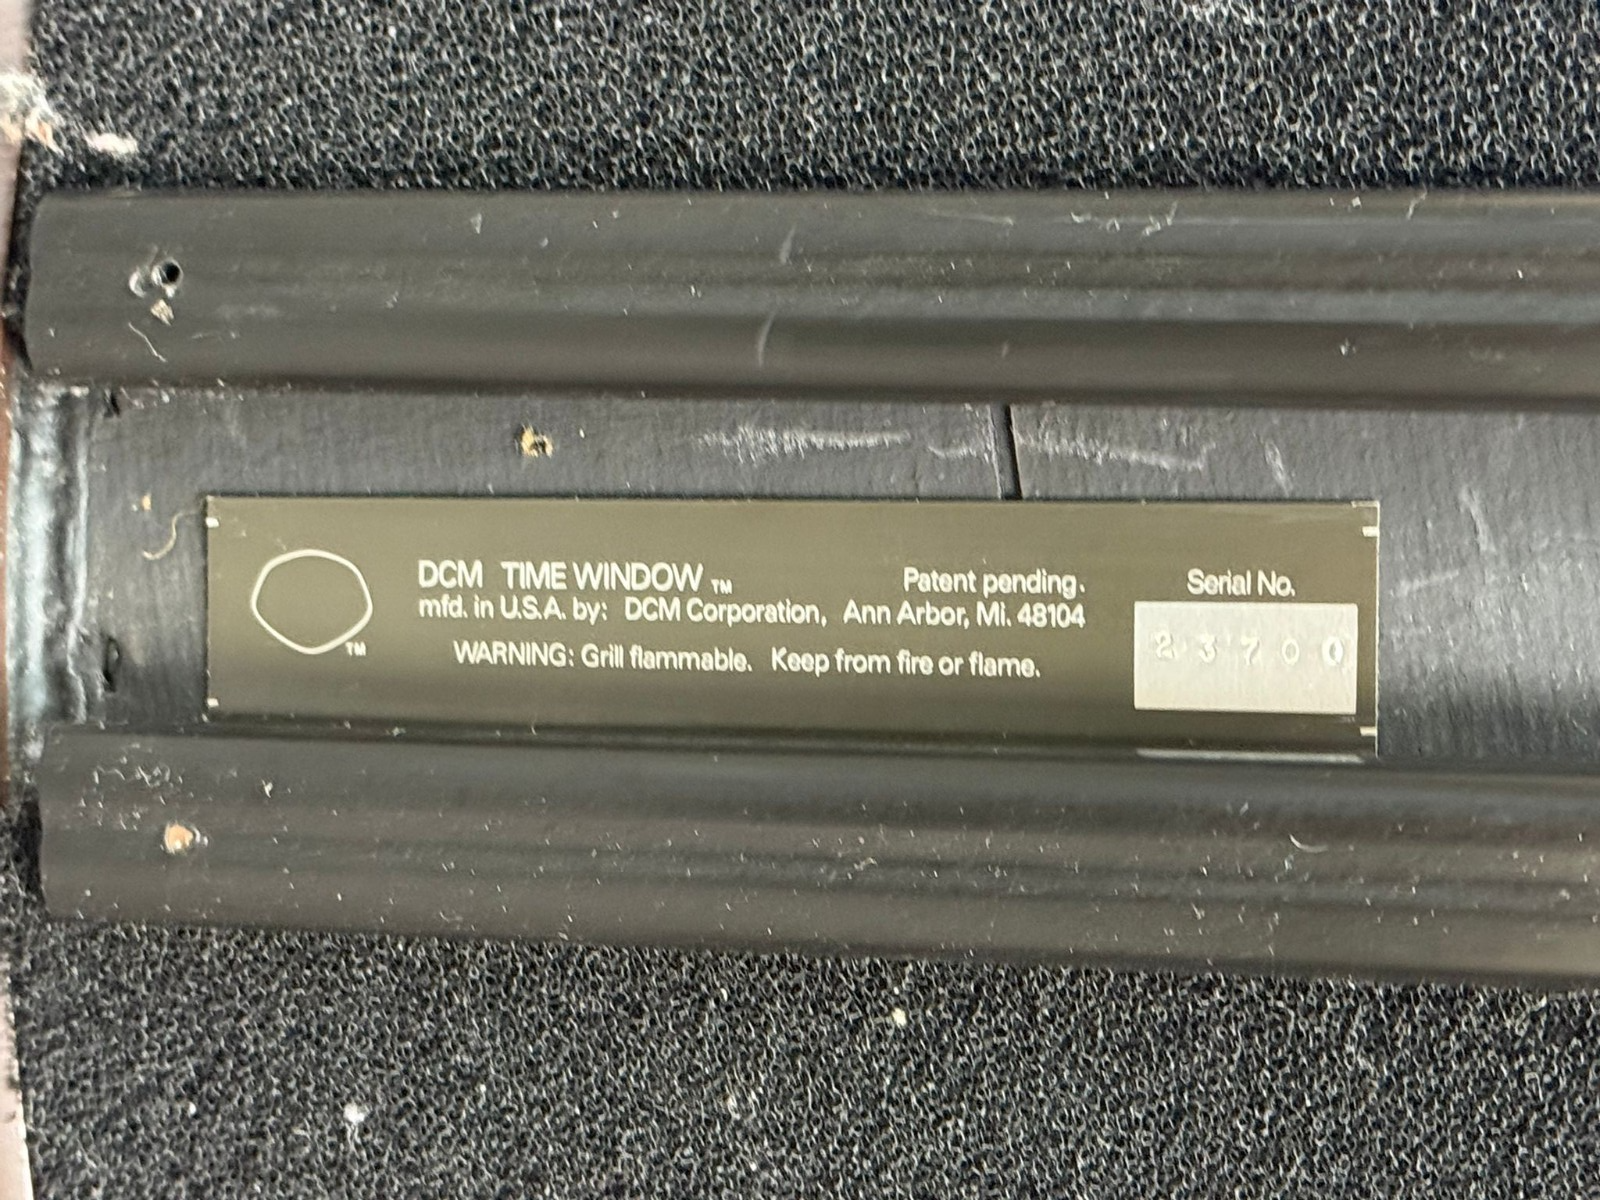 DCM TIME WINDOW TM Patent pending. Serial No.
mfd. in U.S.A. by: DCM Corporation, Ann Arbor, Mi. 48104
TM WARNING: Grill flammable. Keep from fire or flame. 23700